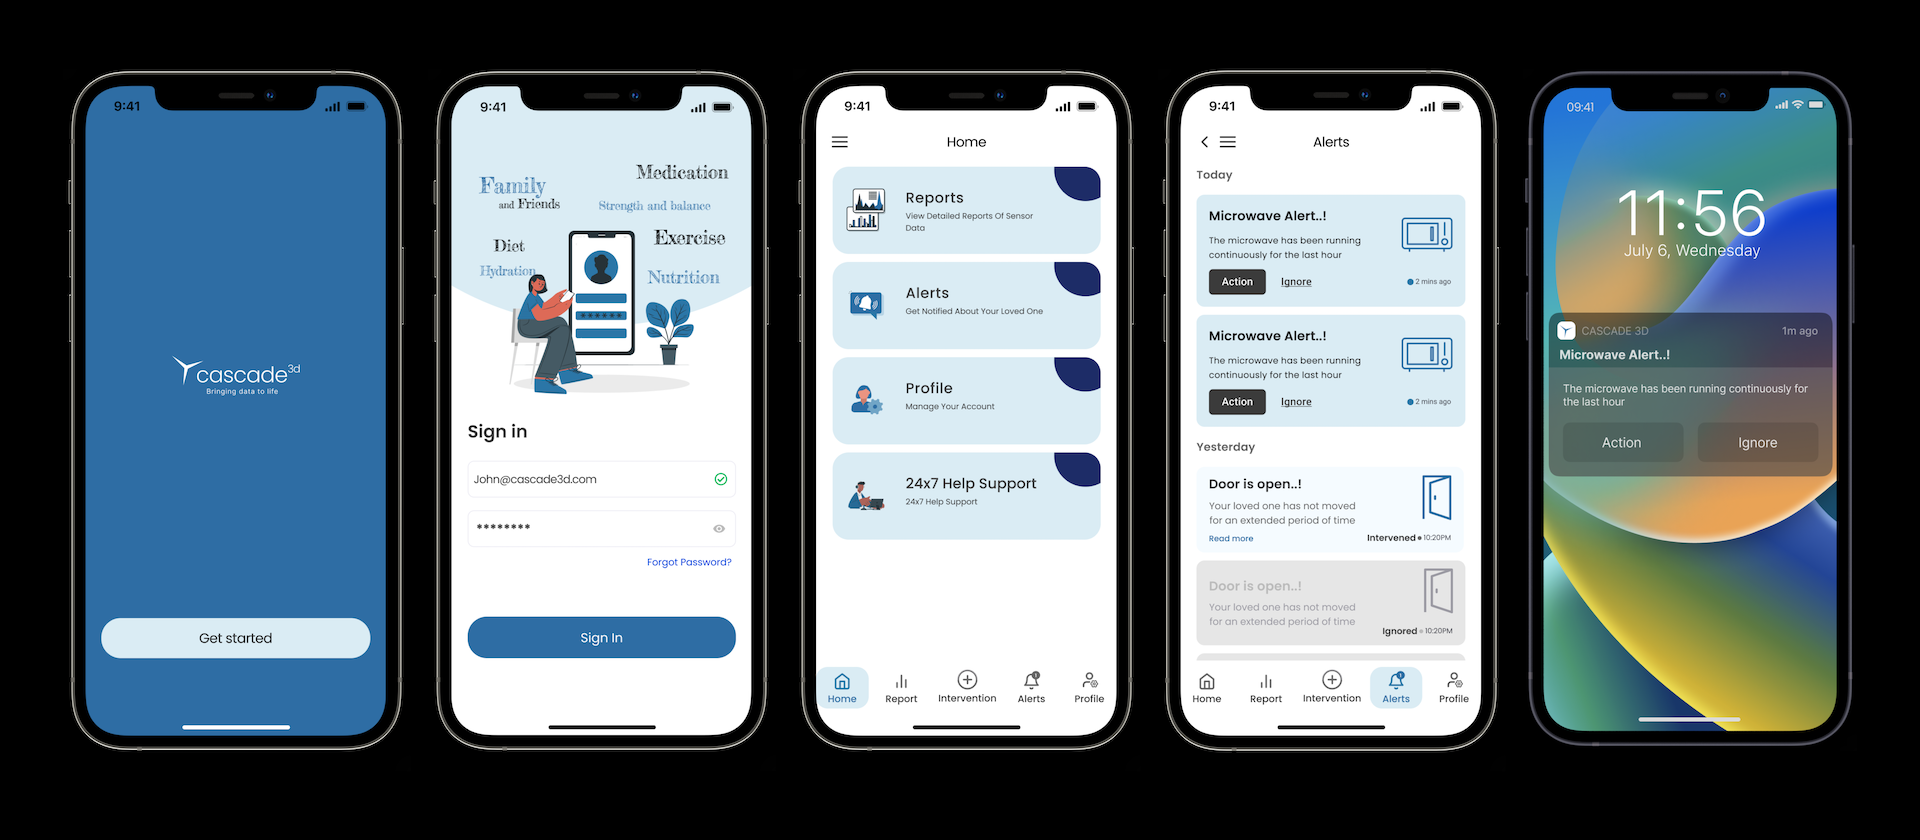 9:41
cascade3d
Bringing data to life
Get started
9:41
Medication
Family
and Friends
Strength and balance
Diet
Exercise
Hydration
Nutrition
Sign in
John@cascade3d.com
********
Forgot Password?
Sign In
9:41
Home
Reports
View Detailed Reports Of Sensor
Data
Alerts
Get Notified About Your Loved One
Profile
Manage Your Account
24x7 Help Support
24x7 Help Support
Home
Report
Intervention
Alerts
Profile
9:41
Alerts
Today
Microwave Alert..!
The microwave has been running
continuously for the last hour
Action Ignore 2 mins ago
Microwave Alert..!
The microwave has been running
continuously for the last hour
Action Ignore 2 mins ago
Yesterday
Door is open..!
Your loved one has not moved
for an extended period of time
Read more Intervened 10:20PM
Door is open..!
Your loved one has not moved
for an extended period of time
Ignored 10:20PM
Home
Report
Intervention
Alerts
Profile
09:41
11:56
July 6, Wednesday
CASCADE 3D 1m ago
Microwave Alert..!
The microwave has been running continuously for
the last hour
Action Ignore